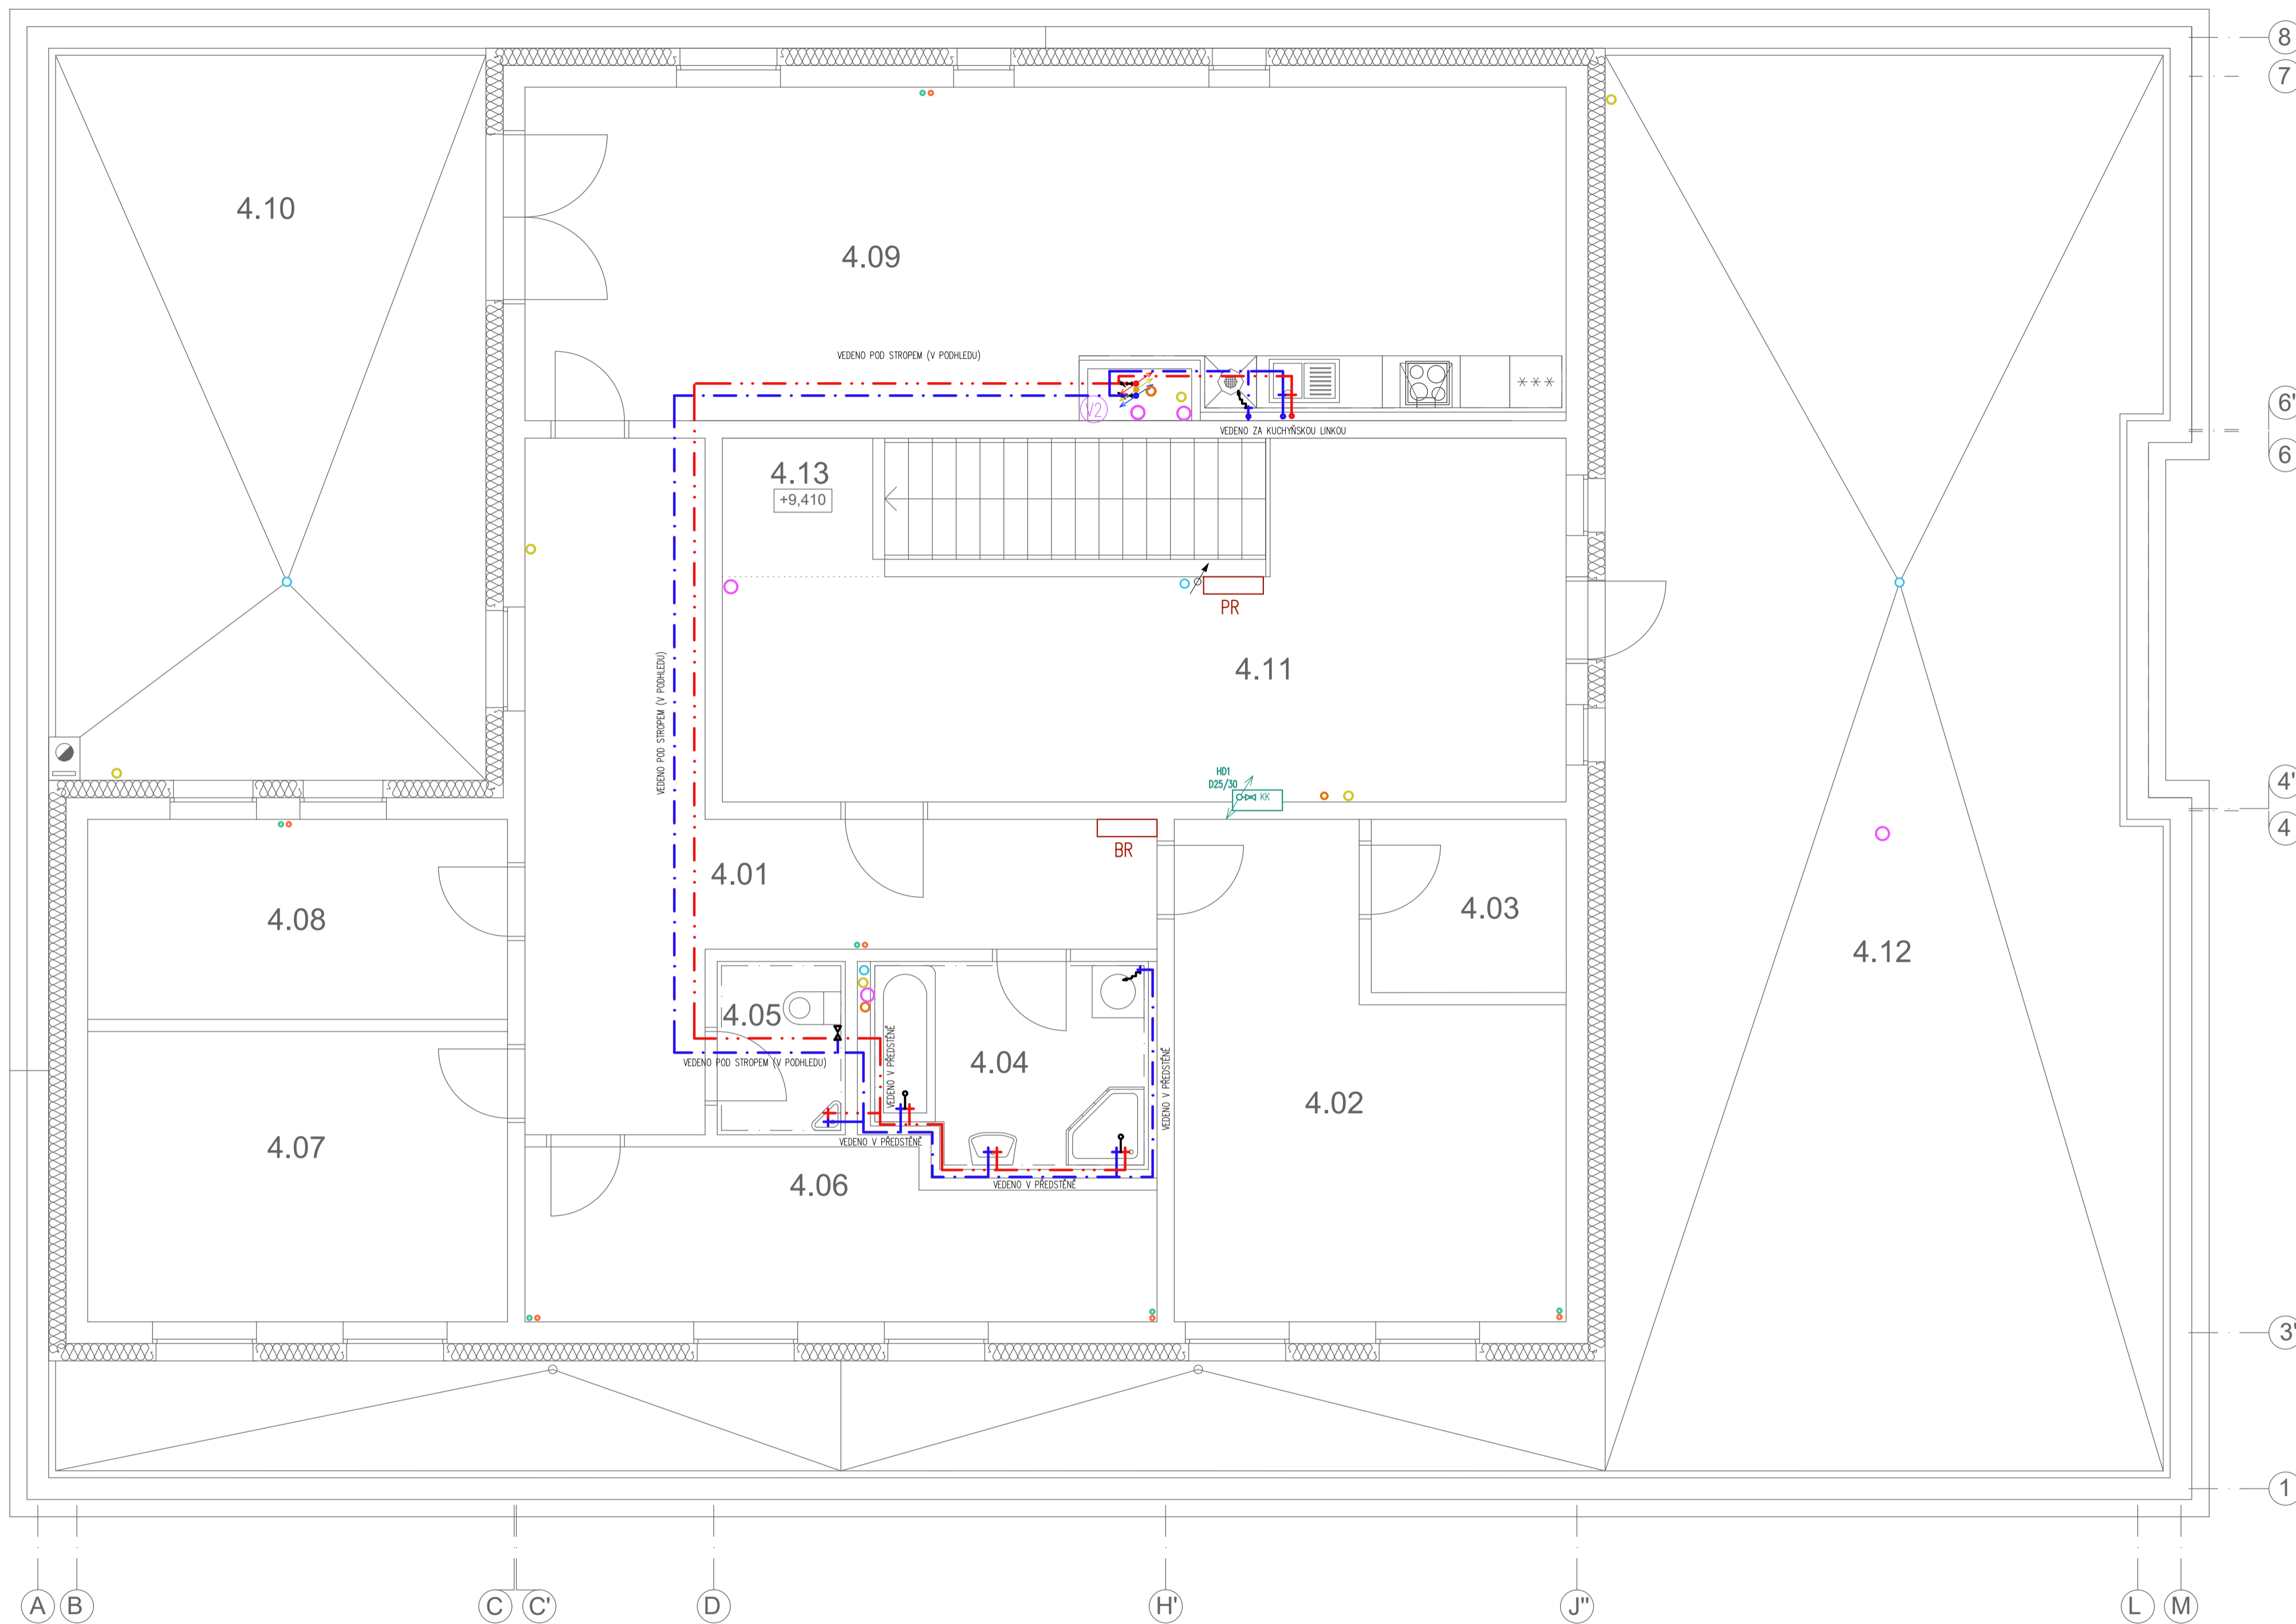 8
7
4.10
4.09
VEDENO POD STROPEM (V PODHLEDU)
***
V2
6'
VEDENO ZA KUCHYŇSKOU LINKOU
6
4.13
+9,410
PR
VEDENO POD STROPEM (V PODHLEDU)
4.11
HD1
D25/30
KK
4'
4
BR
4.01
4.03
4.08
4.12
4.05
VEDENO V PŘEDSTĚNĚ
VEDENO POD STROPEM (V PODHLEDU)
4.04
VEDENO V PŘEDSTĚNĚ
4.02
4.07
VEDENO V PŘEDSTĚNĚ
4.06
VEDENO V PŘEDSTĚNĚ
3'
1
A B C C' D H' J" L M